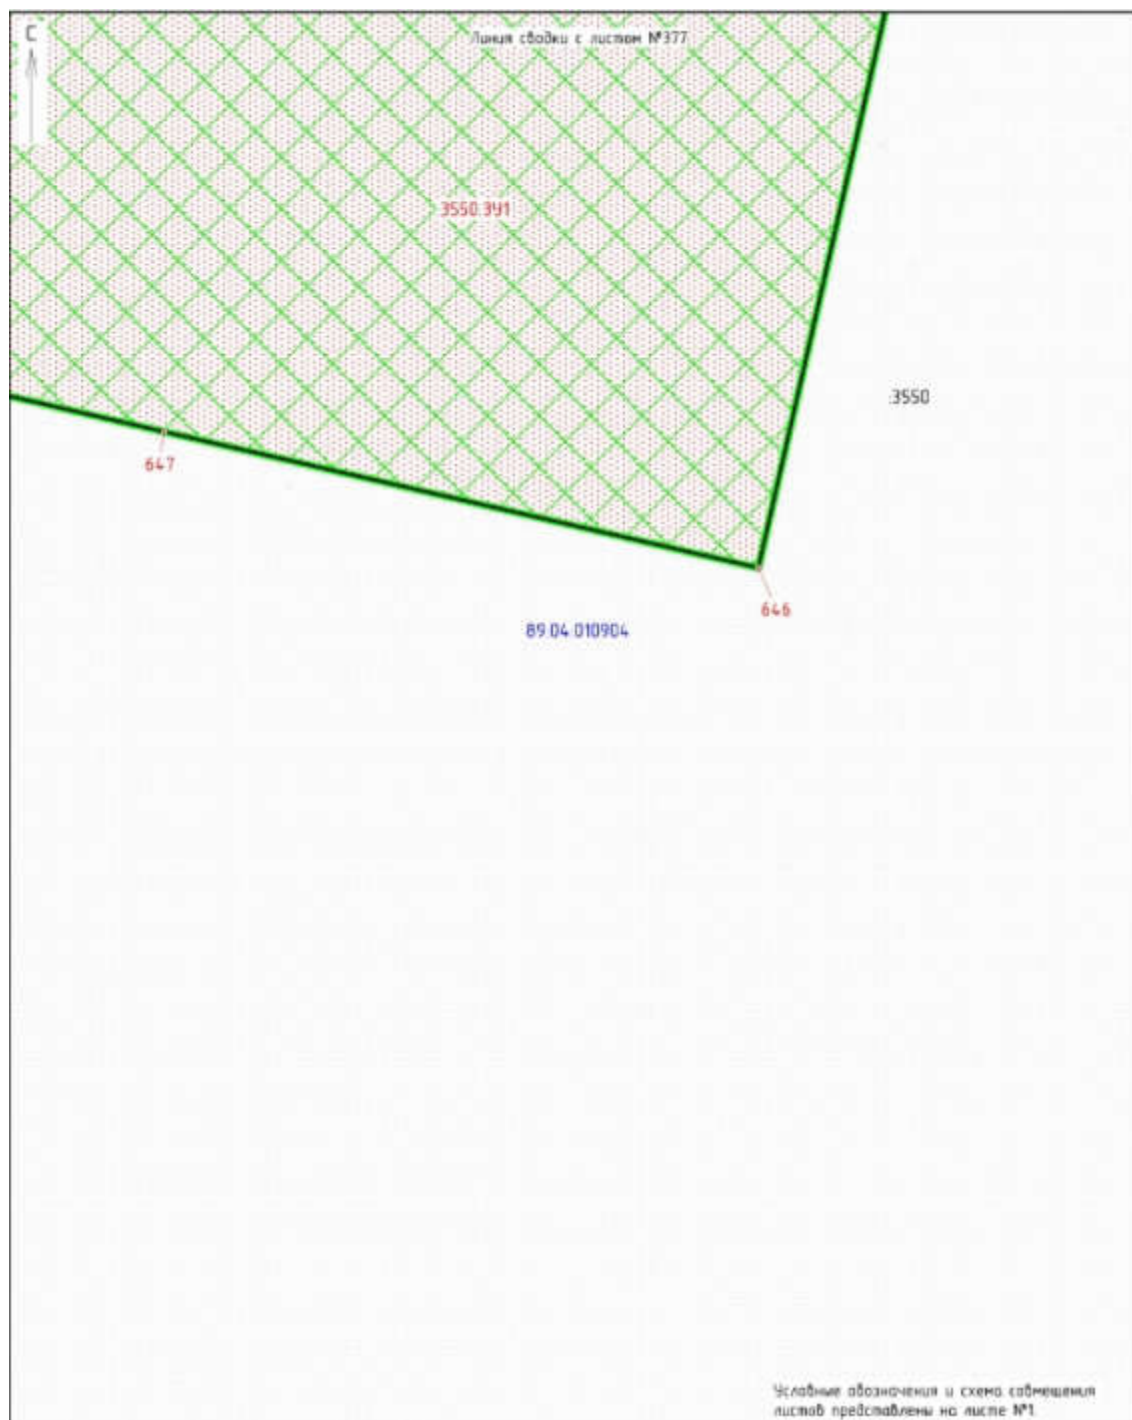 С
Линия сводки с листом №377
3550.ЗУ1
.3550
647
646
89.04.010904
Условные обозначения и схема совмещения
листов представлены на листе №1